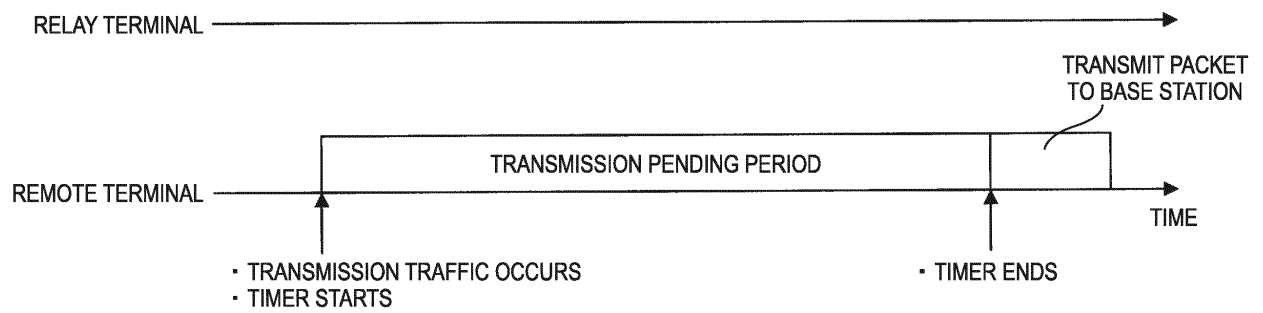 RELAY TERMINAL
TRANSMIT PACKET
TO BASE STATION
TRANSMISSION PENDING PERIOD
REMOTE TERMINAL
TIME
・TRANSMISSION TRAFFIC OCCURS
・TIMER STARTS
・TIMER ENDS